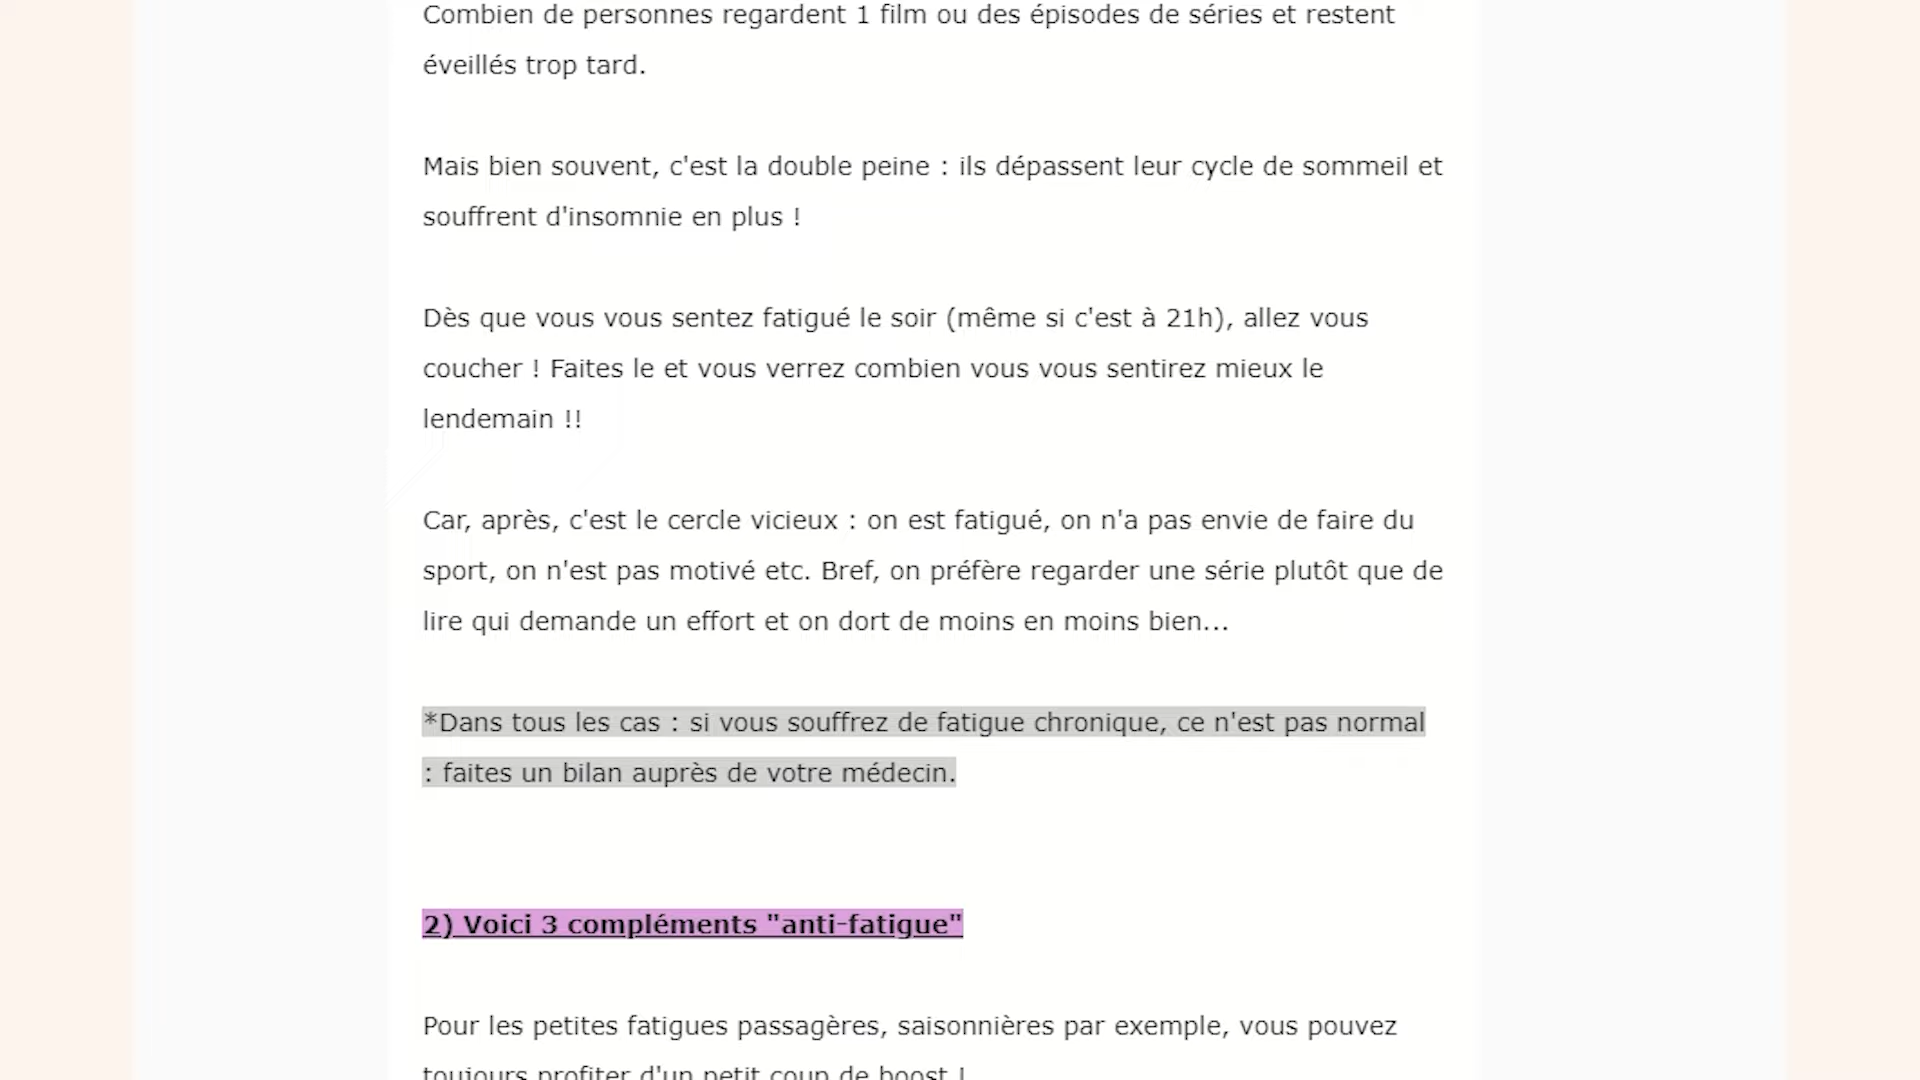 Combien de personnes regardent 1 film ou des épisodes de séries et restent
éveillés trop tard.
Mais bien souvent, c'est la double peine : ils dépassent leur cycle de sommeil et
souffrent d'insomnie en plus !
Dès que vous vous sentez fatigué le soir (même si c'est à 21h), allez vous
coucher ! Faites le et vous verrez combien vous vous sentirez mieux le
lendemain !!
Car, après, c'est le cercle vicieux : on est fatigué, on n'a pas envie de faire du
sport, on n'est pas motivé etc. Bref, on préfère regarder une série plutôt que de
lire qui demande un effort et on dort de moins en moins bien...
*Dans tous les cas : si vous souffrez de fatigue chronique, ce n'est pas normal
: faites un bilan auprès de votre médecin.
2) Voici 3 compléments "anti-fatigue"
Pour les petites fatigues passagères, saisonnières par exemple, vous pouvez
toujours profiter d'un petit coup de boost !